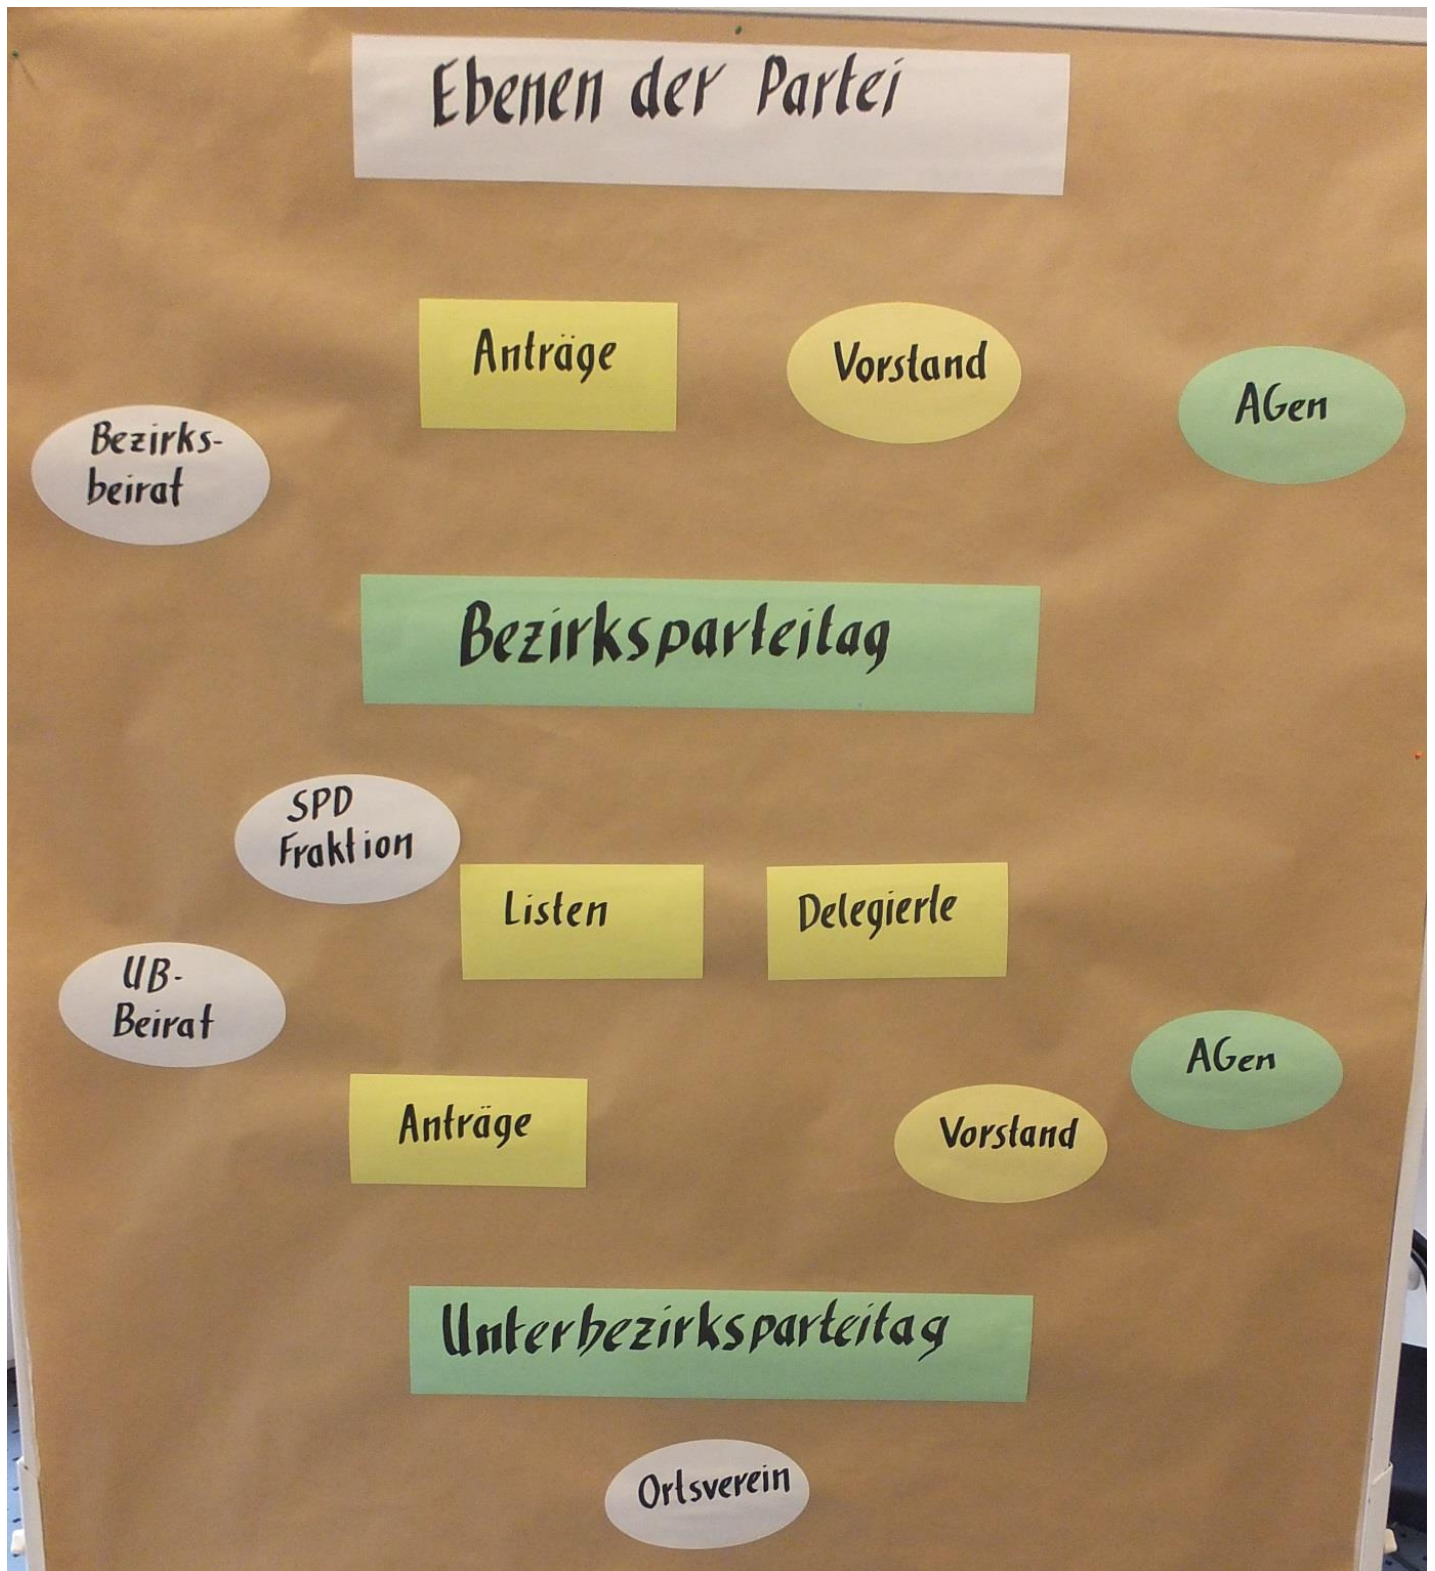 Ebenen der Partei
Anträge
Vorstand
AGen
Bezirks-
beirat
Bezirksparteitag
SPD
Fraktion
Listen
Delegierte
UB-
Beirat
AGen
Anträge
Vorstand
Unterbezirksparteitag
Ortsverein